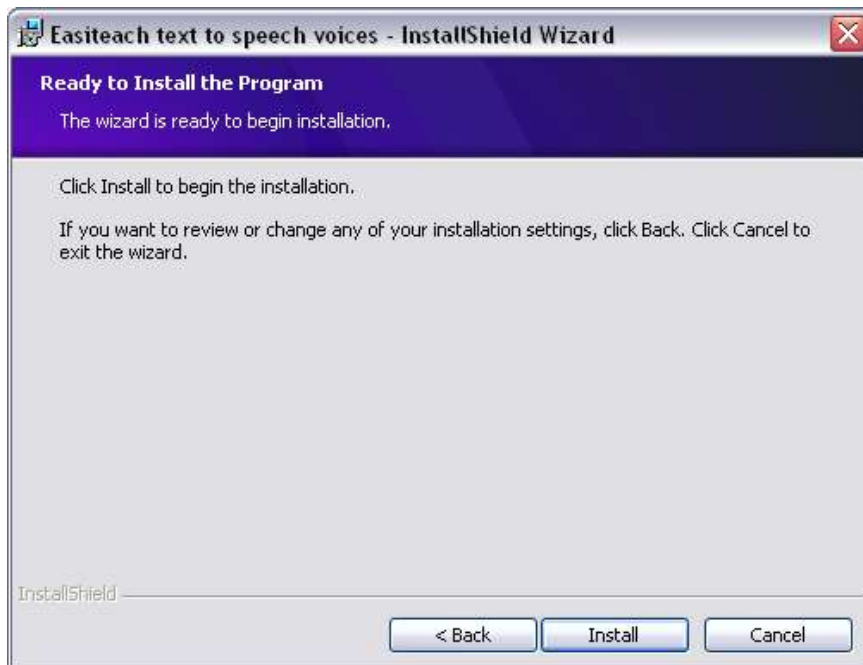 Easiteach text to speech voices - InstallShield Wizard
Ready to Install the Program
The wizard is ready to begin installation.
Click Install to begin the installation.
If you want to review or change any of your installation settings, click Back. Click Cancel to
exit the wizard.
InstallShield
< Back Install Cancel